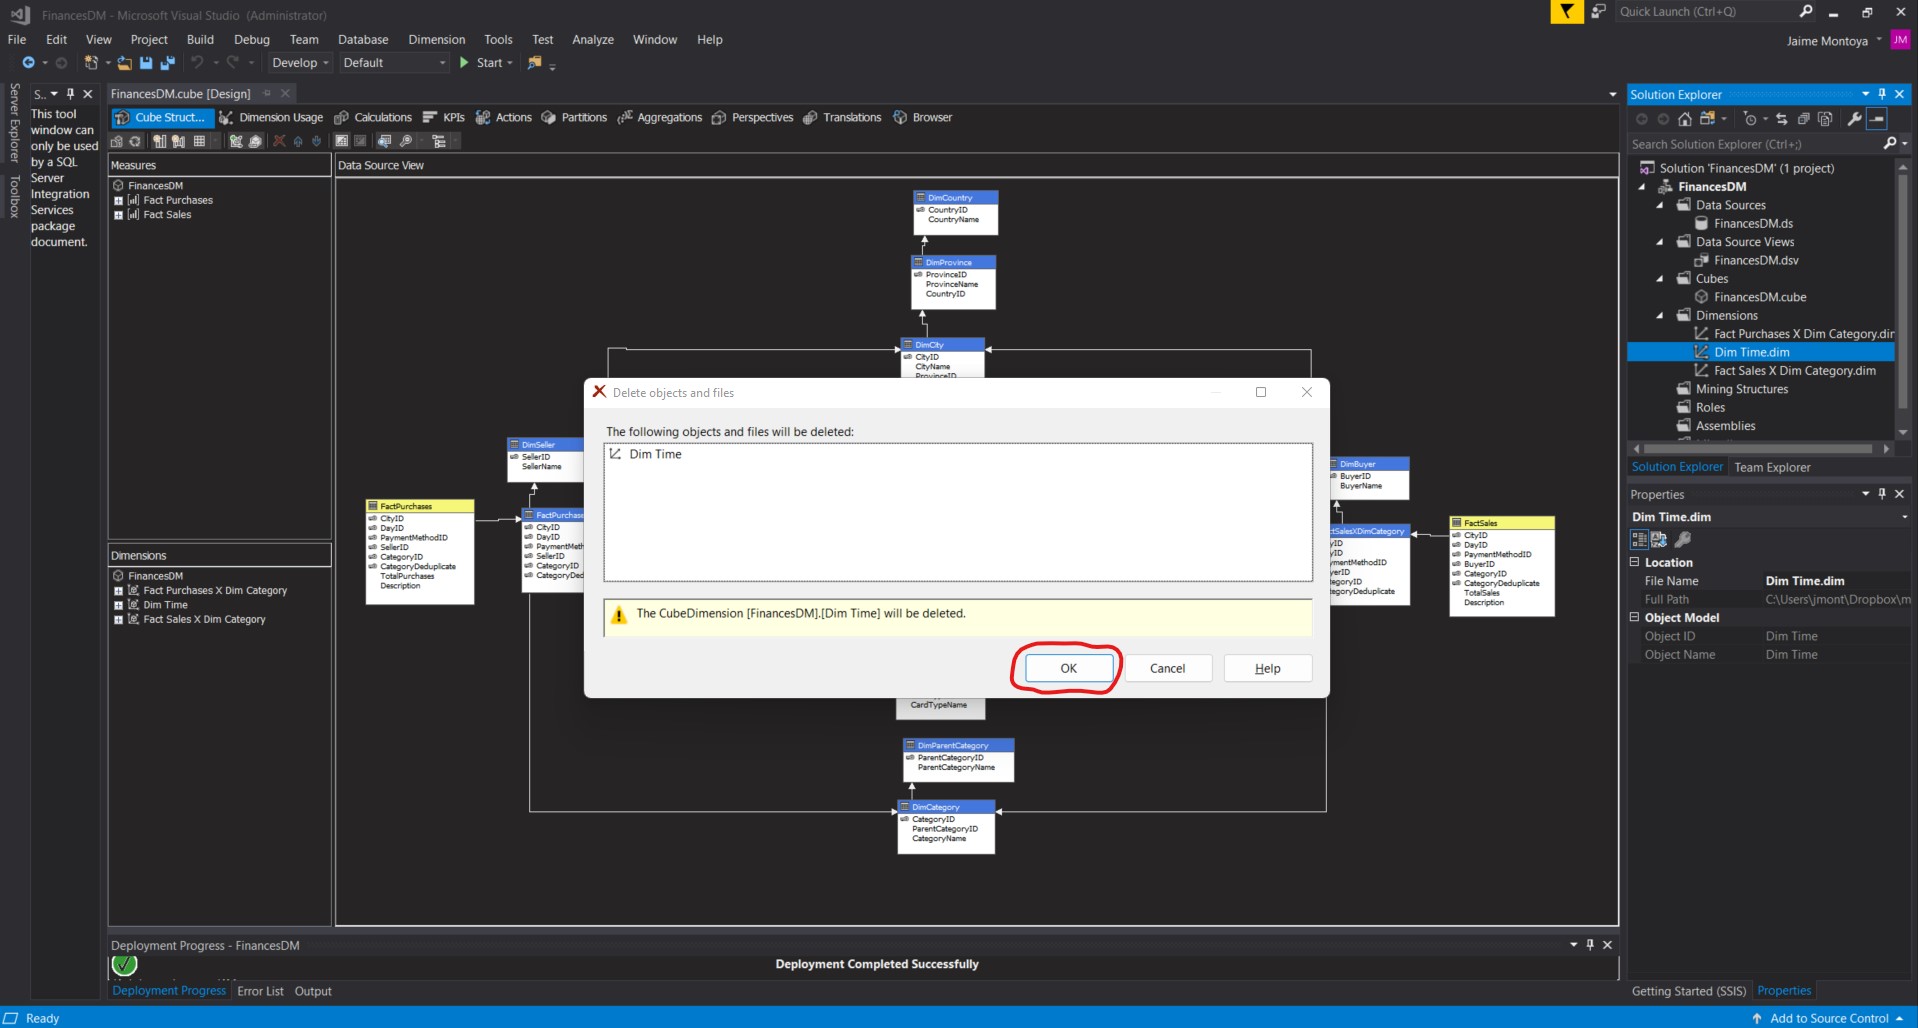 FinancesDM - Microsoft Visual Studio (Administrator)
Quick Launch (Ctrl+Q)
File Edit View Project Build Debug Team Database Dimension Tools Test Analyze Window Help
Jaime Montoya JM
Develop Default Start
Server Explorer
Toolbox
S..
This tool
window can
only be used
by a SQL
Server
Integration
Services
package
document.
FinancesDM.cube [Design]
Cube Struct... Dimension Usage Calculations KPIs Actions Partitions Aggregations Perspectives Translations Browser
Measures
FinancesDM
Fact Purchases
Fact Sales
Dimensions
FinancesDM
Fact Purchases X Dim Category
Dim Time
Fact Sales X Dim Category
Data Source View
DimCountry
CountryID
CountryName
DimProvince
ProvinceID
ProvinceName
CountryID
DimCity
CityID
CityName
ProvinceID
DimSeller
SellerID
SellerName
FactPurchases
CityID
DayID
PaymentMethodID
SellerID
CategoryID
CategoryDeduplicate
TotalPurchases
Description
FactPurchase
CityID
DayID
PaymentMeth
SellerID
CategoryID
CategoryDed
Delete objects and files
The following objects and files will be deleted:
Dim Time
The CubeDimension [FinancesDM].[Dim Time] will be deleted.
OK Cancel Help
DimBuyer
BuyerID
BuyerName
ctSalesXDimCategory
yID
yID
ymentMethodID
yerID
tegoryID
tegoryDeduplicate
FactSales
CityID
DayID
PaymentMethodID
BuyerID
CategoryID
CategoryDeduplicate
TotalSales
Description
CardTypeName
DimParentCategory
ParentCategoryID
ParentCategoryName
DimCategory
CategoryID
ParentCategoryID
CategoryName
Deployment Progress - FinancesDM
Deployment Completed Successfully
Deployment Progress Error List Output
Solution Explorer
Search Solution Explorer (Ctrl+;)
Solution 'FinancesDM' (1 project)
FinancesDM
Data Sources
FinancesDM.ds
Data Source Views
FinancesDM.dsv
Cubes
FinancesDM.cube
Dimensions
Fact Purchases X Dim Category.dir
Dim Time.dim
Fact Sales X Dim Category.dim
Mining Structures
Roles
Assemblies
Solution Explorer Team Explorer
Properties
Dim Time.dim
Location
File Name Dim Time.dim
Full Path C:\Users\jmont\Dropbox\m
Object Model
Object ID Dim Time
Object Name Dim Time
Getting Started (SSIS) Properties
Ready
Add to Source Control